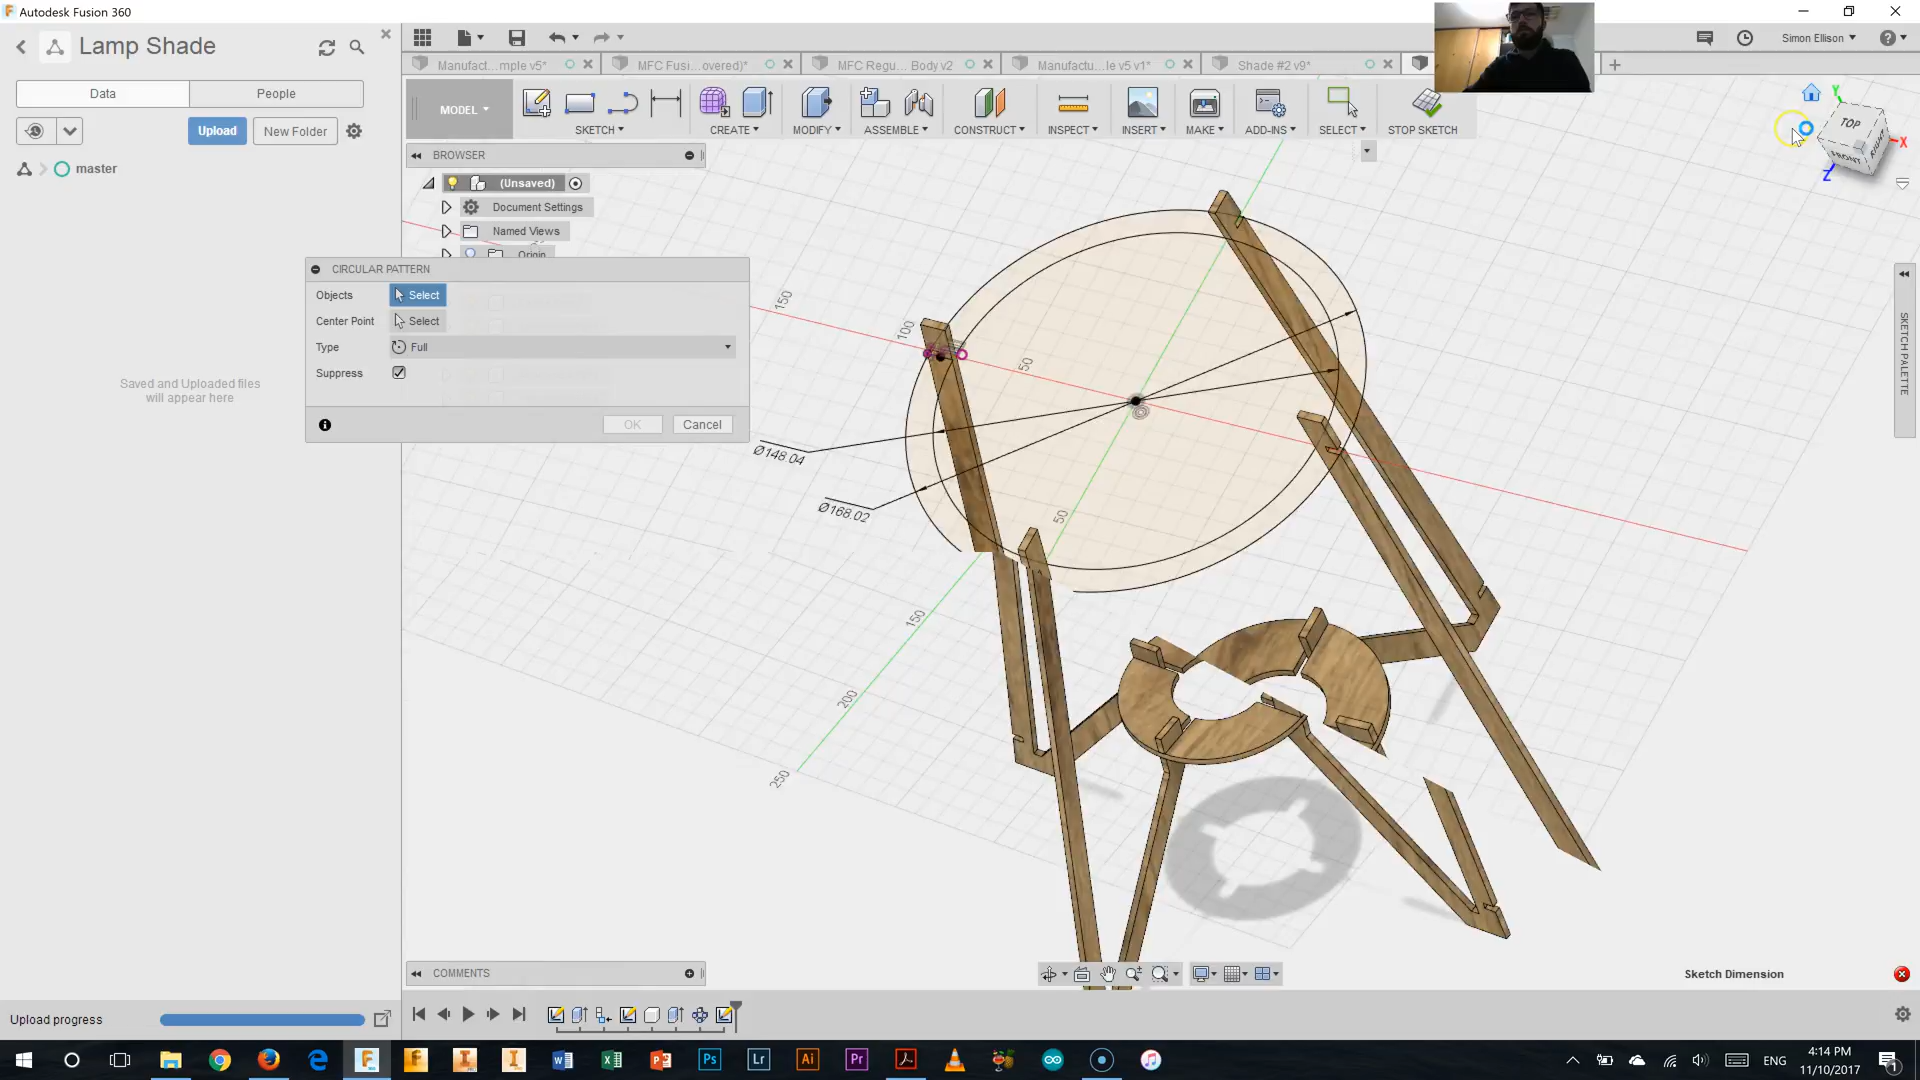 Autodesk Fusion 360
Lamp Shade
Simon Ellison
Manufact...mple v5*
MFC Fusi...overed)*
MFC Regu... Body v2
Manufactu...le v5 v1*
Shade #2 v9*
Data
People
Upload
New Folder
master
MODEL
SKETCH
CREATE
MODIFY
ASSEMBLE
CONSTRUCT
INSPECT
INSERT
MAKE
ADD-INS
SELECT
STOP SKETCH
Y
TOP
FRONT
RIGHT
X
Z
BROWSER
(Unsaved)
Document Settings
Named Views
Origin
CIRCULAR PATTERN
Objects
Select
Center Point
Select
Type
Full
Suppress
OK
Cancel
Saved and Uploaded files
will appear here
150
100
50
Ø148.04
Ø168.02
50
150
200
250
SKETCH PALETTE
COMMENTS
Sketch Dimension
Upload progress
ENG
4:14 PM
11/10/2017
1